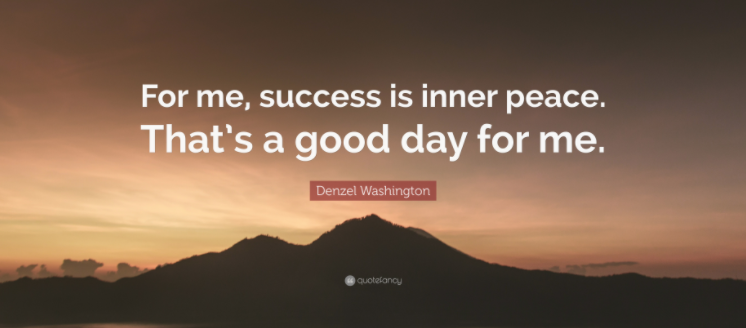 For me, success is inner peace.
That's a good day for me.
Denzel Washington
quotefancy